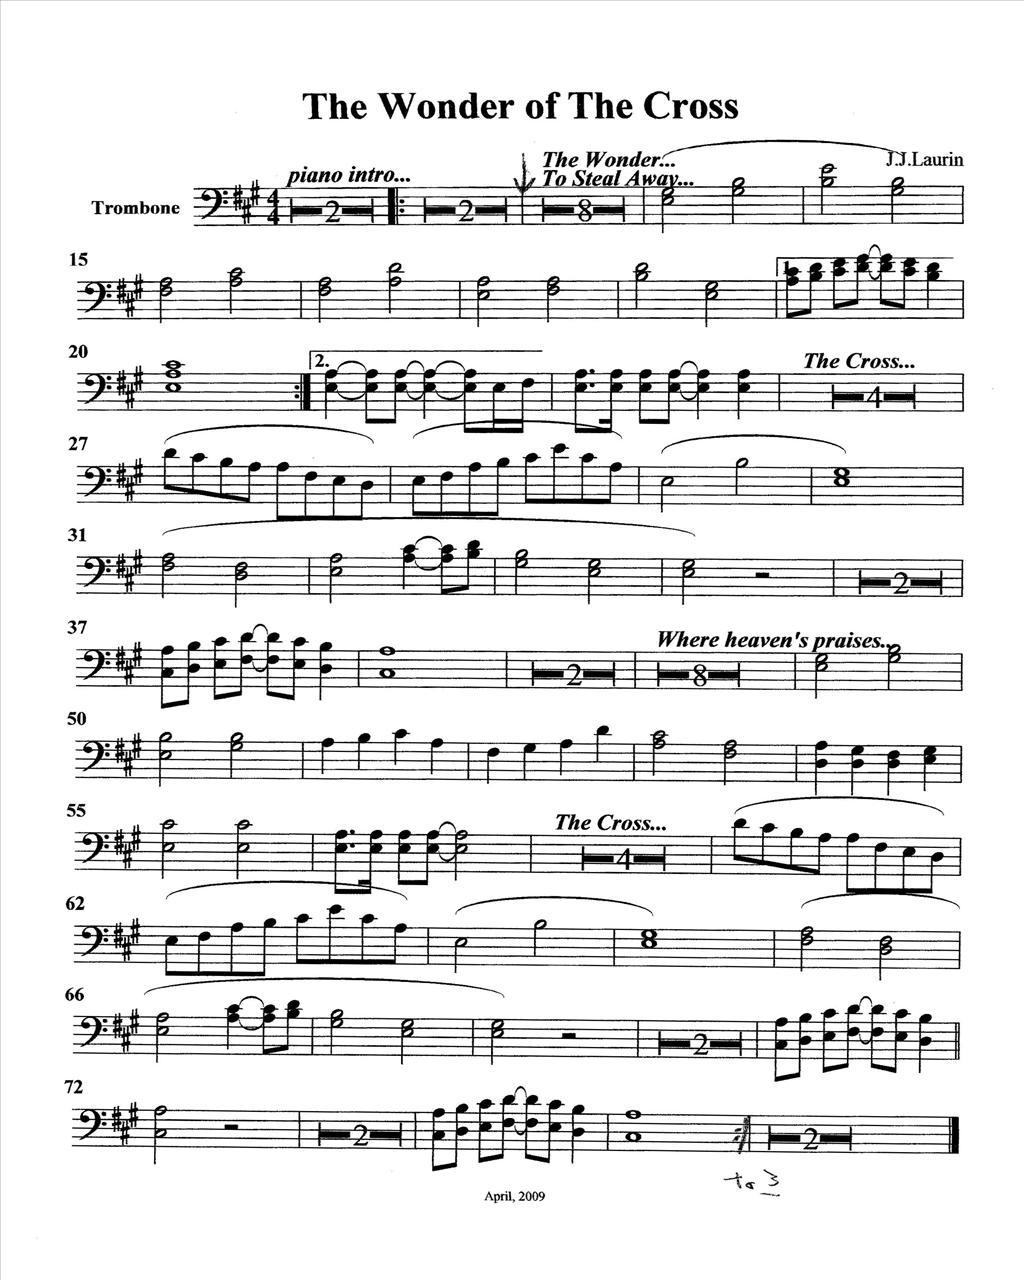 The Wonder of The Cross
J.J.Laurin
piano intro...
The Wonder...
To Steal Away...
Trombone
4
4
2
2
8
15
1.
20
2.
The Cross...
4
27
31
2
37
Where heaven's praises...
2
8
50
55
The Cross...
4
62
66
2
72
2
2
to 3
April, 2009